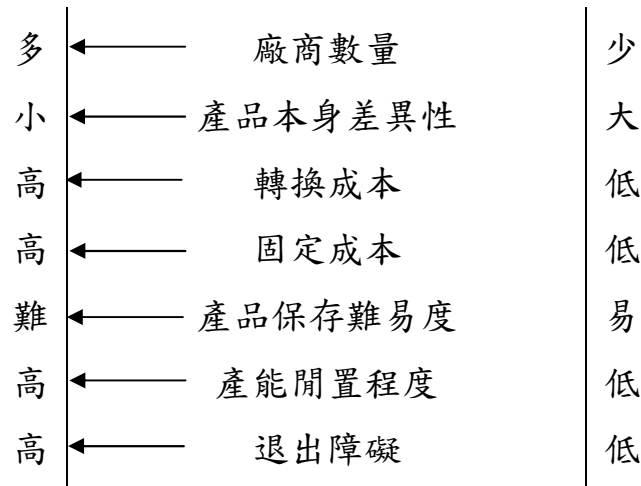 多 廠商數量 少
小 產品本身差異性 大
高 轉換成本 低
高 固定成本 低
難 產品保存難易度 易
高 產能閒置程度 低
高 退出障礙 低